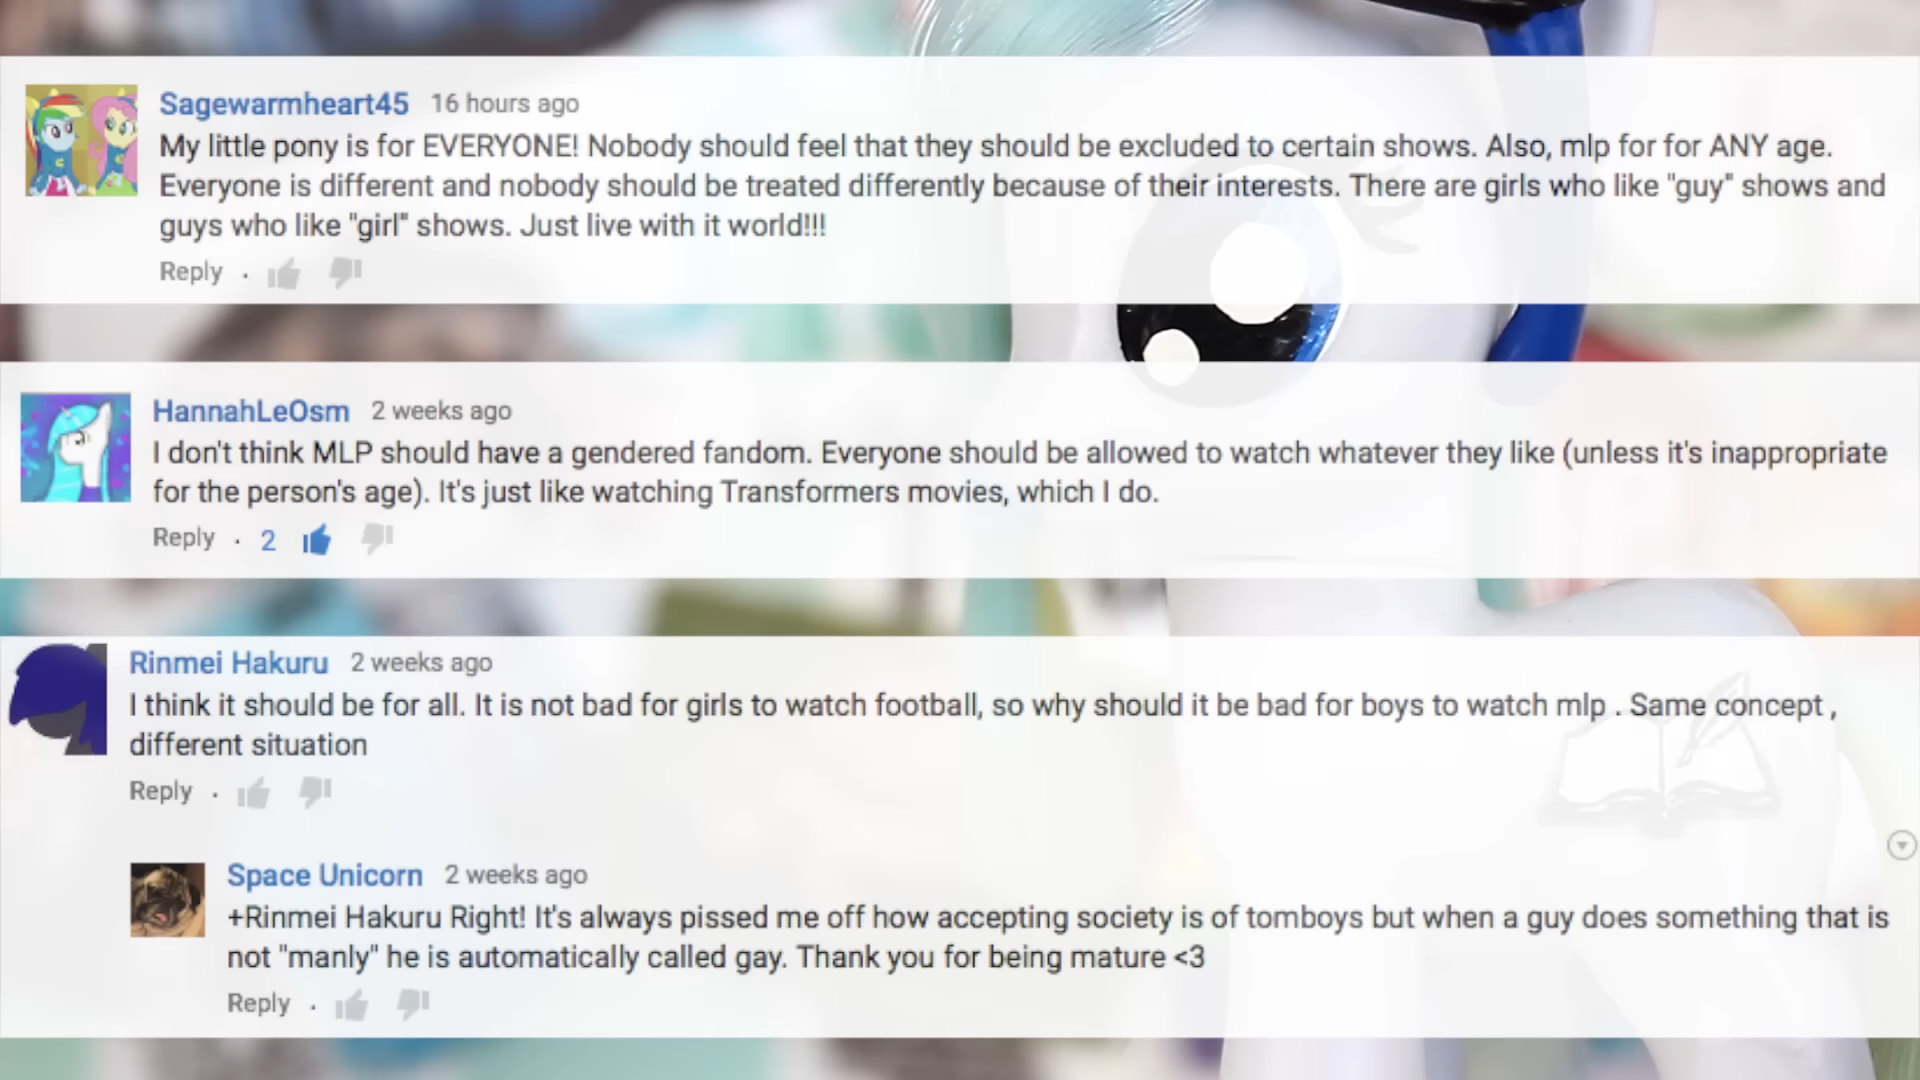 Sagewarmheart45 16 hours ago
My little pony is for EVERYONE! Nobody should feel that they should be excluded to certain shows. Also, mlp for for ANY age.
Everyone is different and nobody should be treated differently because of their interests. There are girls who like "guy" shows and
guys who like "girl" shows. Just live with it world!!!
Reply .
HannahLeOsm 2 weeks ago
I don't think MLP should have a gendered fandom. Everyone should be allowed to watch whatever they like (unless it's inappropriate
for the person's age). It's just like watching Transformers movies, which I do.
Reply . 2
Rinmei Hakuru 2 weeks ago
I think it should be for all. It is not bad for girls to watch football, so why should it be bad for boys to watch mlp . Same concept ,
different situation
Reply .
Space Unicorn 2 weeks ago
+Rinmei Hakuru Right! It's always pissed me off how accepting society is of tomboys but when a guy does something that is
not "manly" he is automatically called gay. Thank you for being mature <3
Reply .